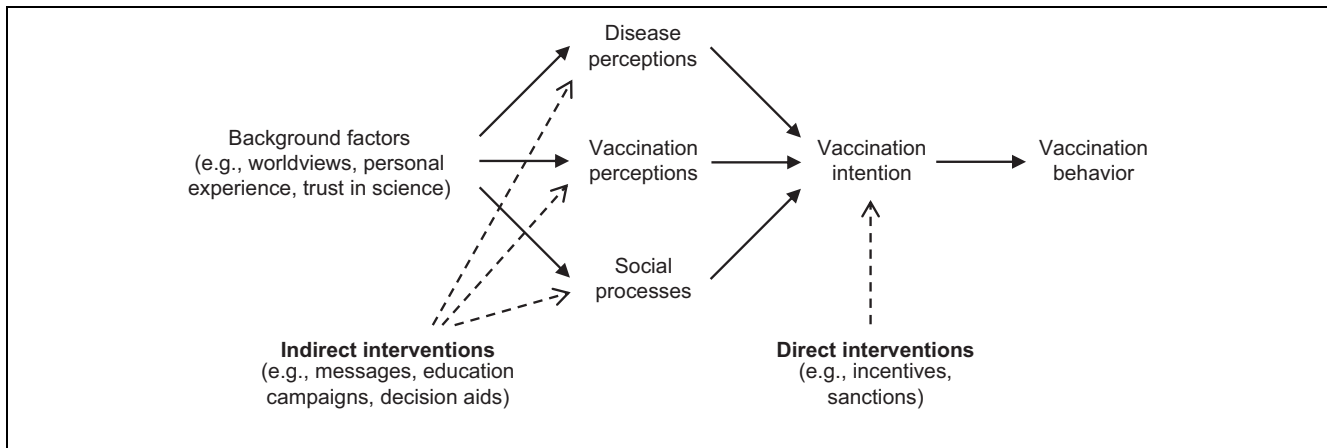 Disease
perceptions
Background factors
(e.g., worldviews, personal
experience, trust in science)
Vaccination
perceptions
Vaccination
intention
Vaccination
behavior
Social
processes
Indirect interventions
(e.g., messages, education
campaigns, decision aids)
Direct interventions
(e.g., incentives,
sanctions)